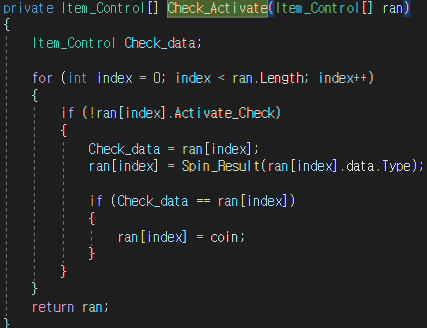 private Item_Control[] Check_Activate(Item_Control[] ran)
{
Item_Control Check_data;
for (int index = 0; index < ran.Length; index++)
{
if (!ran[index].Activate_Check)
{
Check_data = ran[index];
ran[index] = Spin_Result(ran[index].data.Type);
if (Check_data == ran[index])
{
ran[index] = coin;
}
}
}
return ran;
}